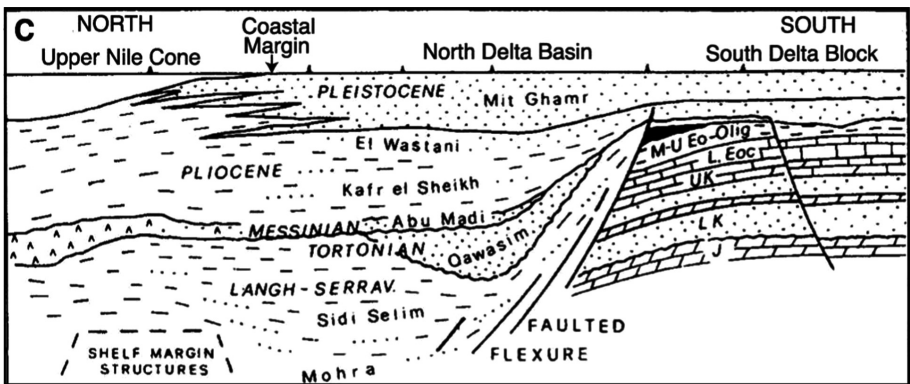 C
NORTH
Upper Nile Cone
Coastal
Margin
North Delta Basin
SOUTH
South Delta Block
PLEISTOCENE
Mit Ghamr
El Wastani
PLIOCENE
Kafr el Sheikh
MESSINIAN
Abu Madi
TORTONIAN
Qawasim
LANGH-SERRAV.
Sidi Selim
Mohra
SHELF MARGIN
STRUCTURES
FAULTED
FLEXURE
M-U Eo-Olig
L. Eoc
UK
LK
J